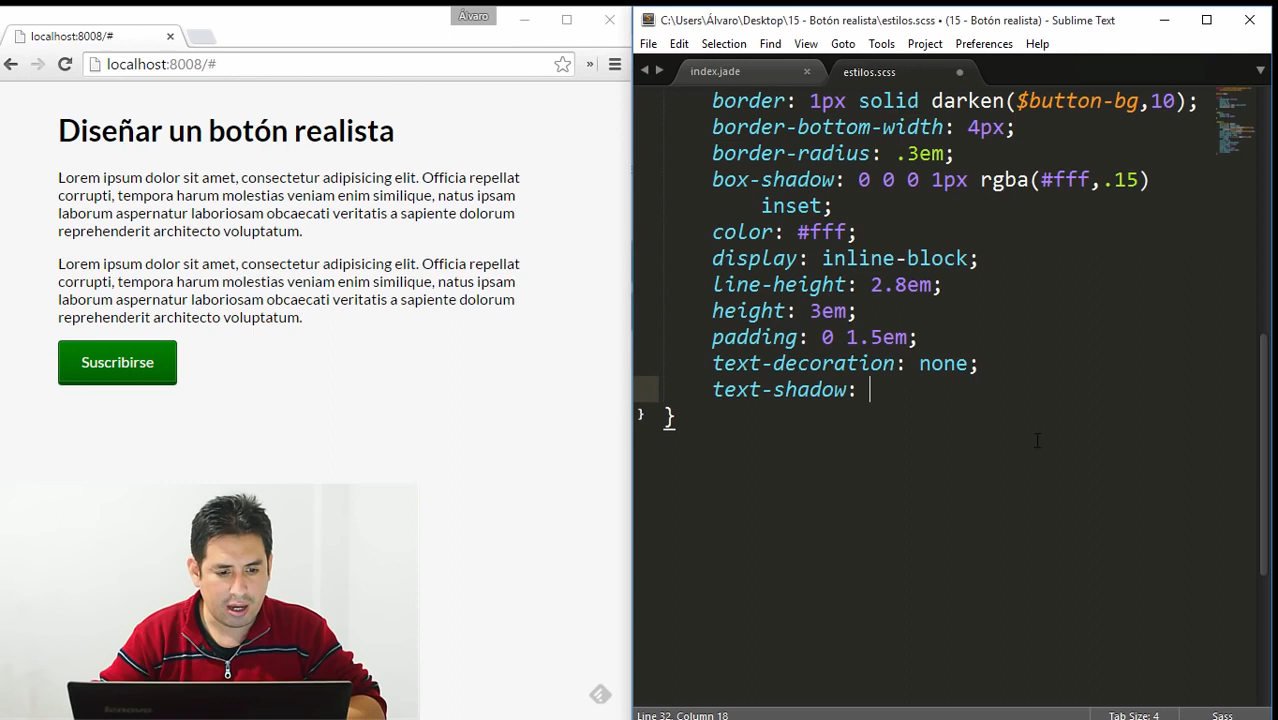 Álvaro
localhost:8008/#
localhost:8008/#
Diseñar un botón realista
Lorem ipsum dolor sit amet, consectetur adipisicing elit. Officia repellat
corrupti, tempora harum molestias veniam enim similique, natus ipsam
laborum aspernatur laboriosam obcaecati veritatis a sapiente dolorum
reprehenderit architecto voluptatum.
Lorem ipsum dolor sit amet, consectetur adipisicing elit. Officia repellat
corrupti, tempora harum molestias veniam enim similique, natus ipsam
laborum aspernatur laboriosam obcaecati veritatis a sapiente dolorum
reprehenderit architecto voluptatum.
Suscribirse
C:\Users\Álvaro\Desktop\15 - Botón realista\estilos.scss • (15 - Botón realista) - Sublime Text
File Edit Selection Find View Goto Tools Project Preferences Help
index.jade estilos.scss
border: 1px solid darken($button-bg,10);
border-bottom-width: 4px;
border-radius: .3em;
box-shadow: 0 0 0 1px rgba(#fff,.15)
inset;
color: #fff;
display: inline-block;
line-height: 2.8em;
height: 3em;
padding: 0 1.5em;
text-decoration: none;
text-shadow:
}
Line 32, Column 18 Tab Size: 4 Sass